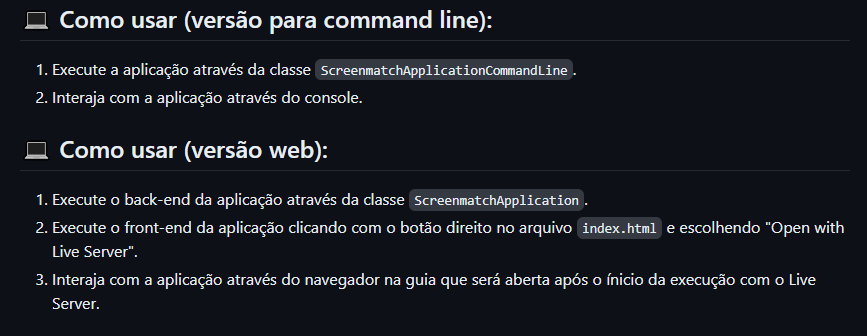 💻 Como usar (versão para command line):
1. Execute a aplicação através da classe ScreenmatchApplicationCommandLine.
2. Interaja com a aplicação através do console.
💻 Como usar (versão web):
1. Execute o back-end da aplicação através da classe ScreenmatchApplication.
2. Execute o front-end da aplicação clicando com o botão direito no arquivo index.html e escolhendo "Open with
Live Server".
3. Interaja com a aplicação através do navegador na guia que será aberta após o ínicio da execução com o Live
Server.